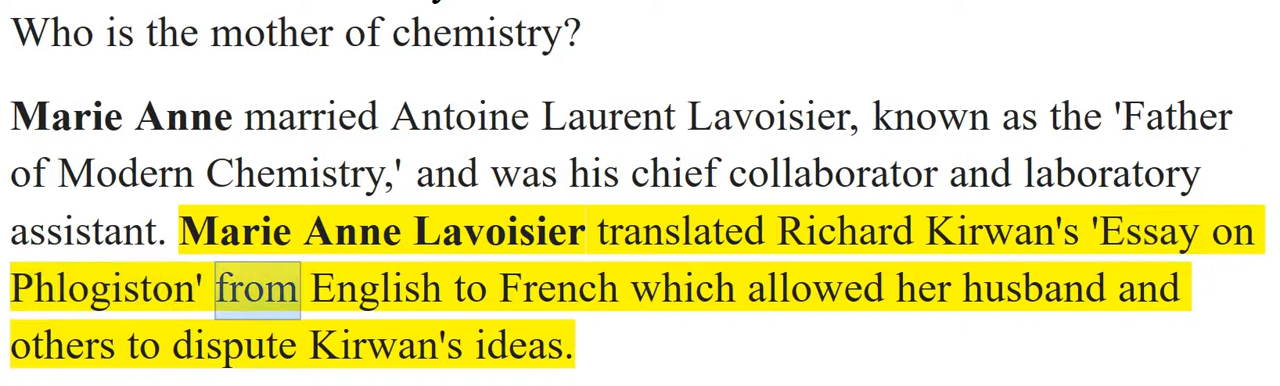 Who is the mother of chemistry?
Marie Anne married Antoine Laurent Lavoisier, known as the 'Father
of Modern Chemistry,' and was his chief collaborator and laboratory
assistant. Marie Anne Lavoisier translated Richard Kirwan's 'Essay on
Phlogiston' from English to French which allowed her husband and
others to dispute Kirwan's ideas.